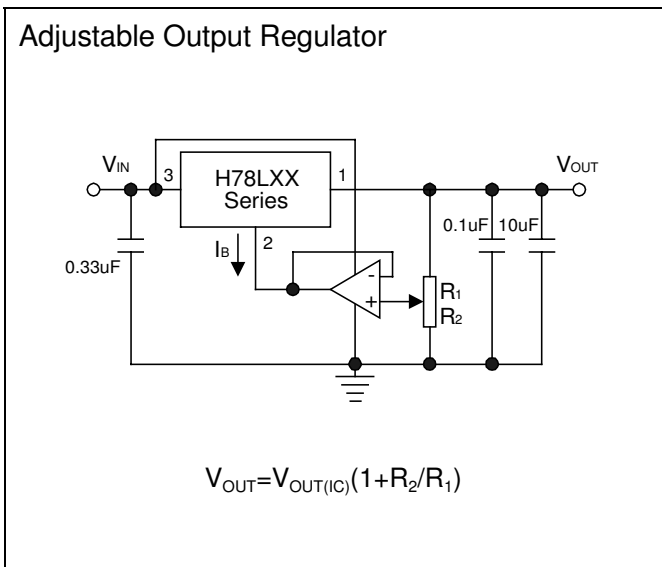 Adjustable Output Regulator
VIN
3
H78LXX
Series
1
VOUT
IB
2
0.33uF
0.1uF
10uF
-
+
R1
R2
VOUT=VOUT(IC)(1+R2/R1)